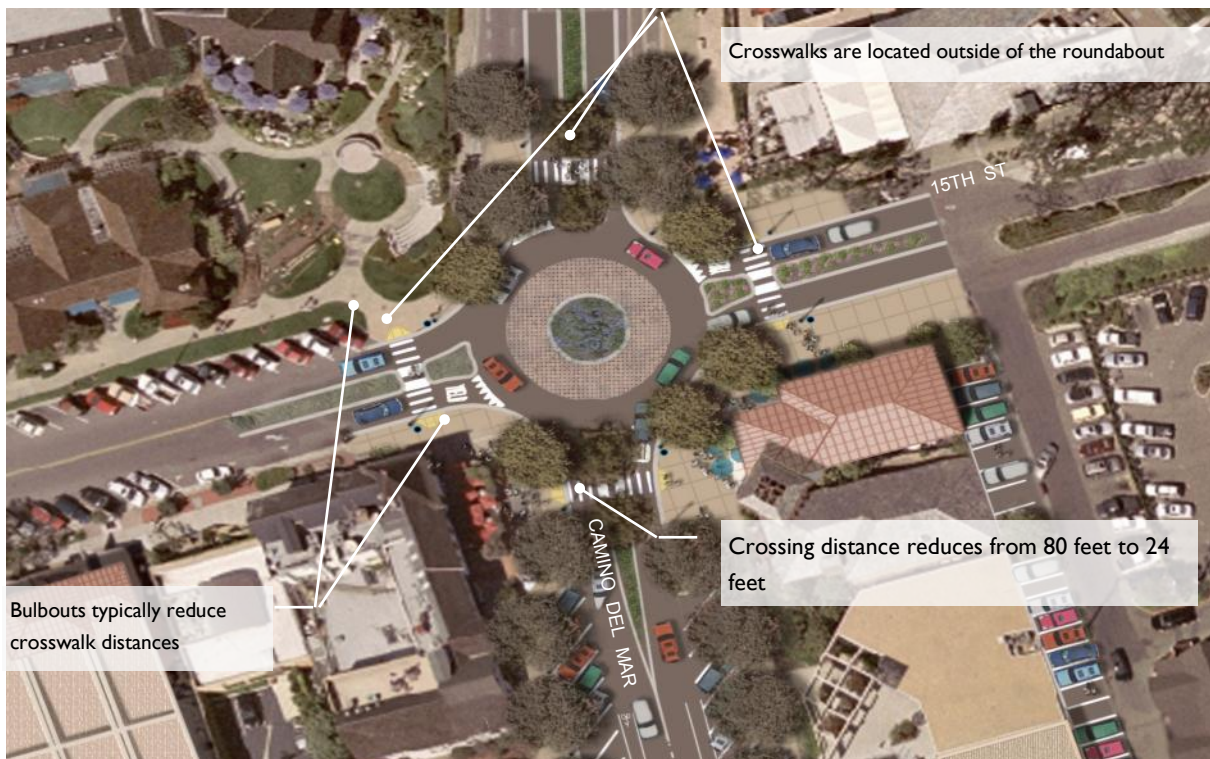 Crosswalks are located outside of the roundabout
15TH ST
Crossing distance reduces from 80 feet to 24
feet
CAMINO DEL MAR
Bulbouts typically reduce
crosswalk distances